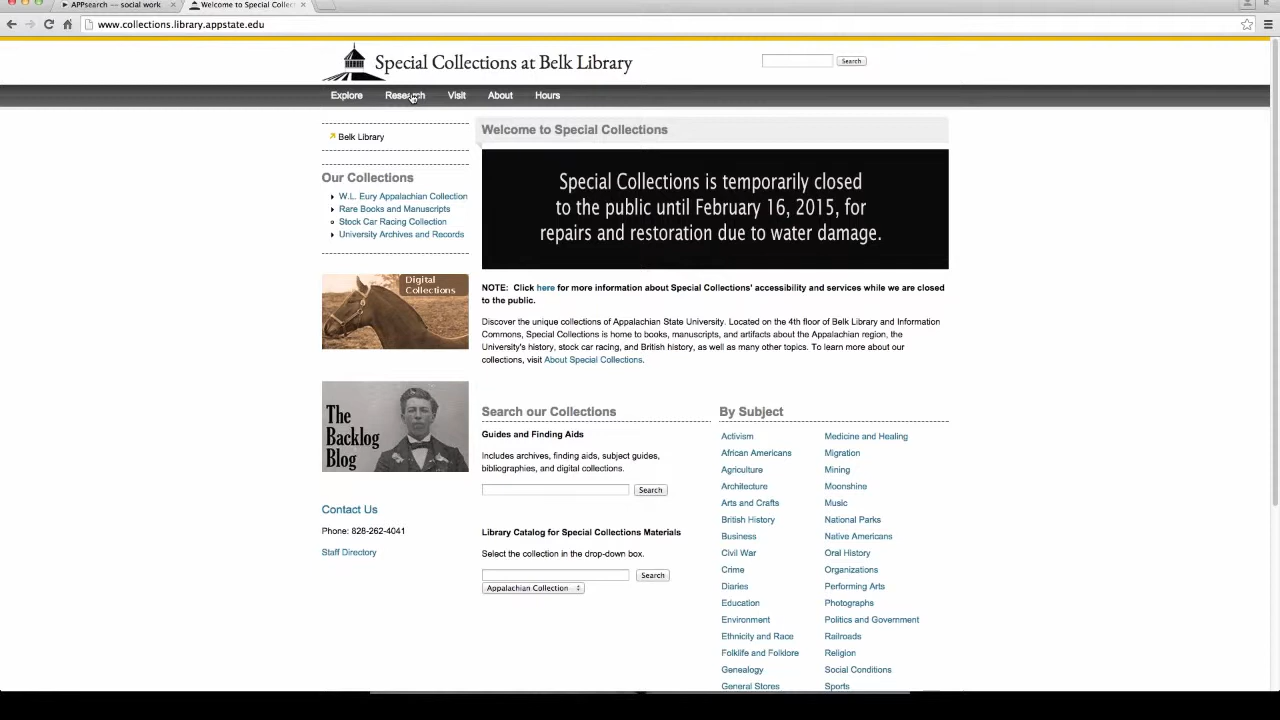 APPsearch — social work
Welcome to Special Collec
www.collections.library.appstate.edu
Special Collections at Belk Library
Search
Explore Research Visit About Hours
Belk Library
Our Collections
W.L. Eury Appalachian Collection
Rare Books and Manuscripts
Stock Car Racing Collection
University Archives and Records
Digital
Collections
The
Backlog
Blog
Contact Us
Phone: 828-262-4041
Staff Directory
Welcome to Special Collections
Special Collections is temporarily closed
to the public until February 16, 2015, for
repairs and restoration due to water damage.
NOTE: Click here for more information about Special Collections' accessibility and services while we are closed
to the public.
Discover the unique collections of Appalachian State University. Located on the 4th floor of Belk Library and Information
Commons, Special Collections is home to books, manuscripts, and artifacts about the Appalachian region, the
University's history, stock car racing, and British history, as well as many other topics. To learn more about our
collections, visit About Special Collections.
Search our Collections
Guides and Finding Aids
Includes archives, finding aids, subject guides,
bibliographies, and digital collections.
Search
Library Catalog for Special Collections Materials
Select the collection in the drop-down box.
Search
Appalachian Collection
By Subject
Activism
African Americans
Agriculture
Architecture
Arts and Crafts
British History
Business
Civil War
Crime
Diaries
Education
Environment
Ethnicity and Race
Folklife and Folklore
Genealogy
General Stores
Medicine and Healing
Migration
Mining
Moonshine
Music
National Parks
Native Americans
Oral History
Organizations
Performing Arts
Photographs
Politics and Government
Railroads
Religion
Social Conditions
Sports